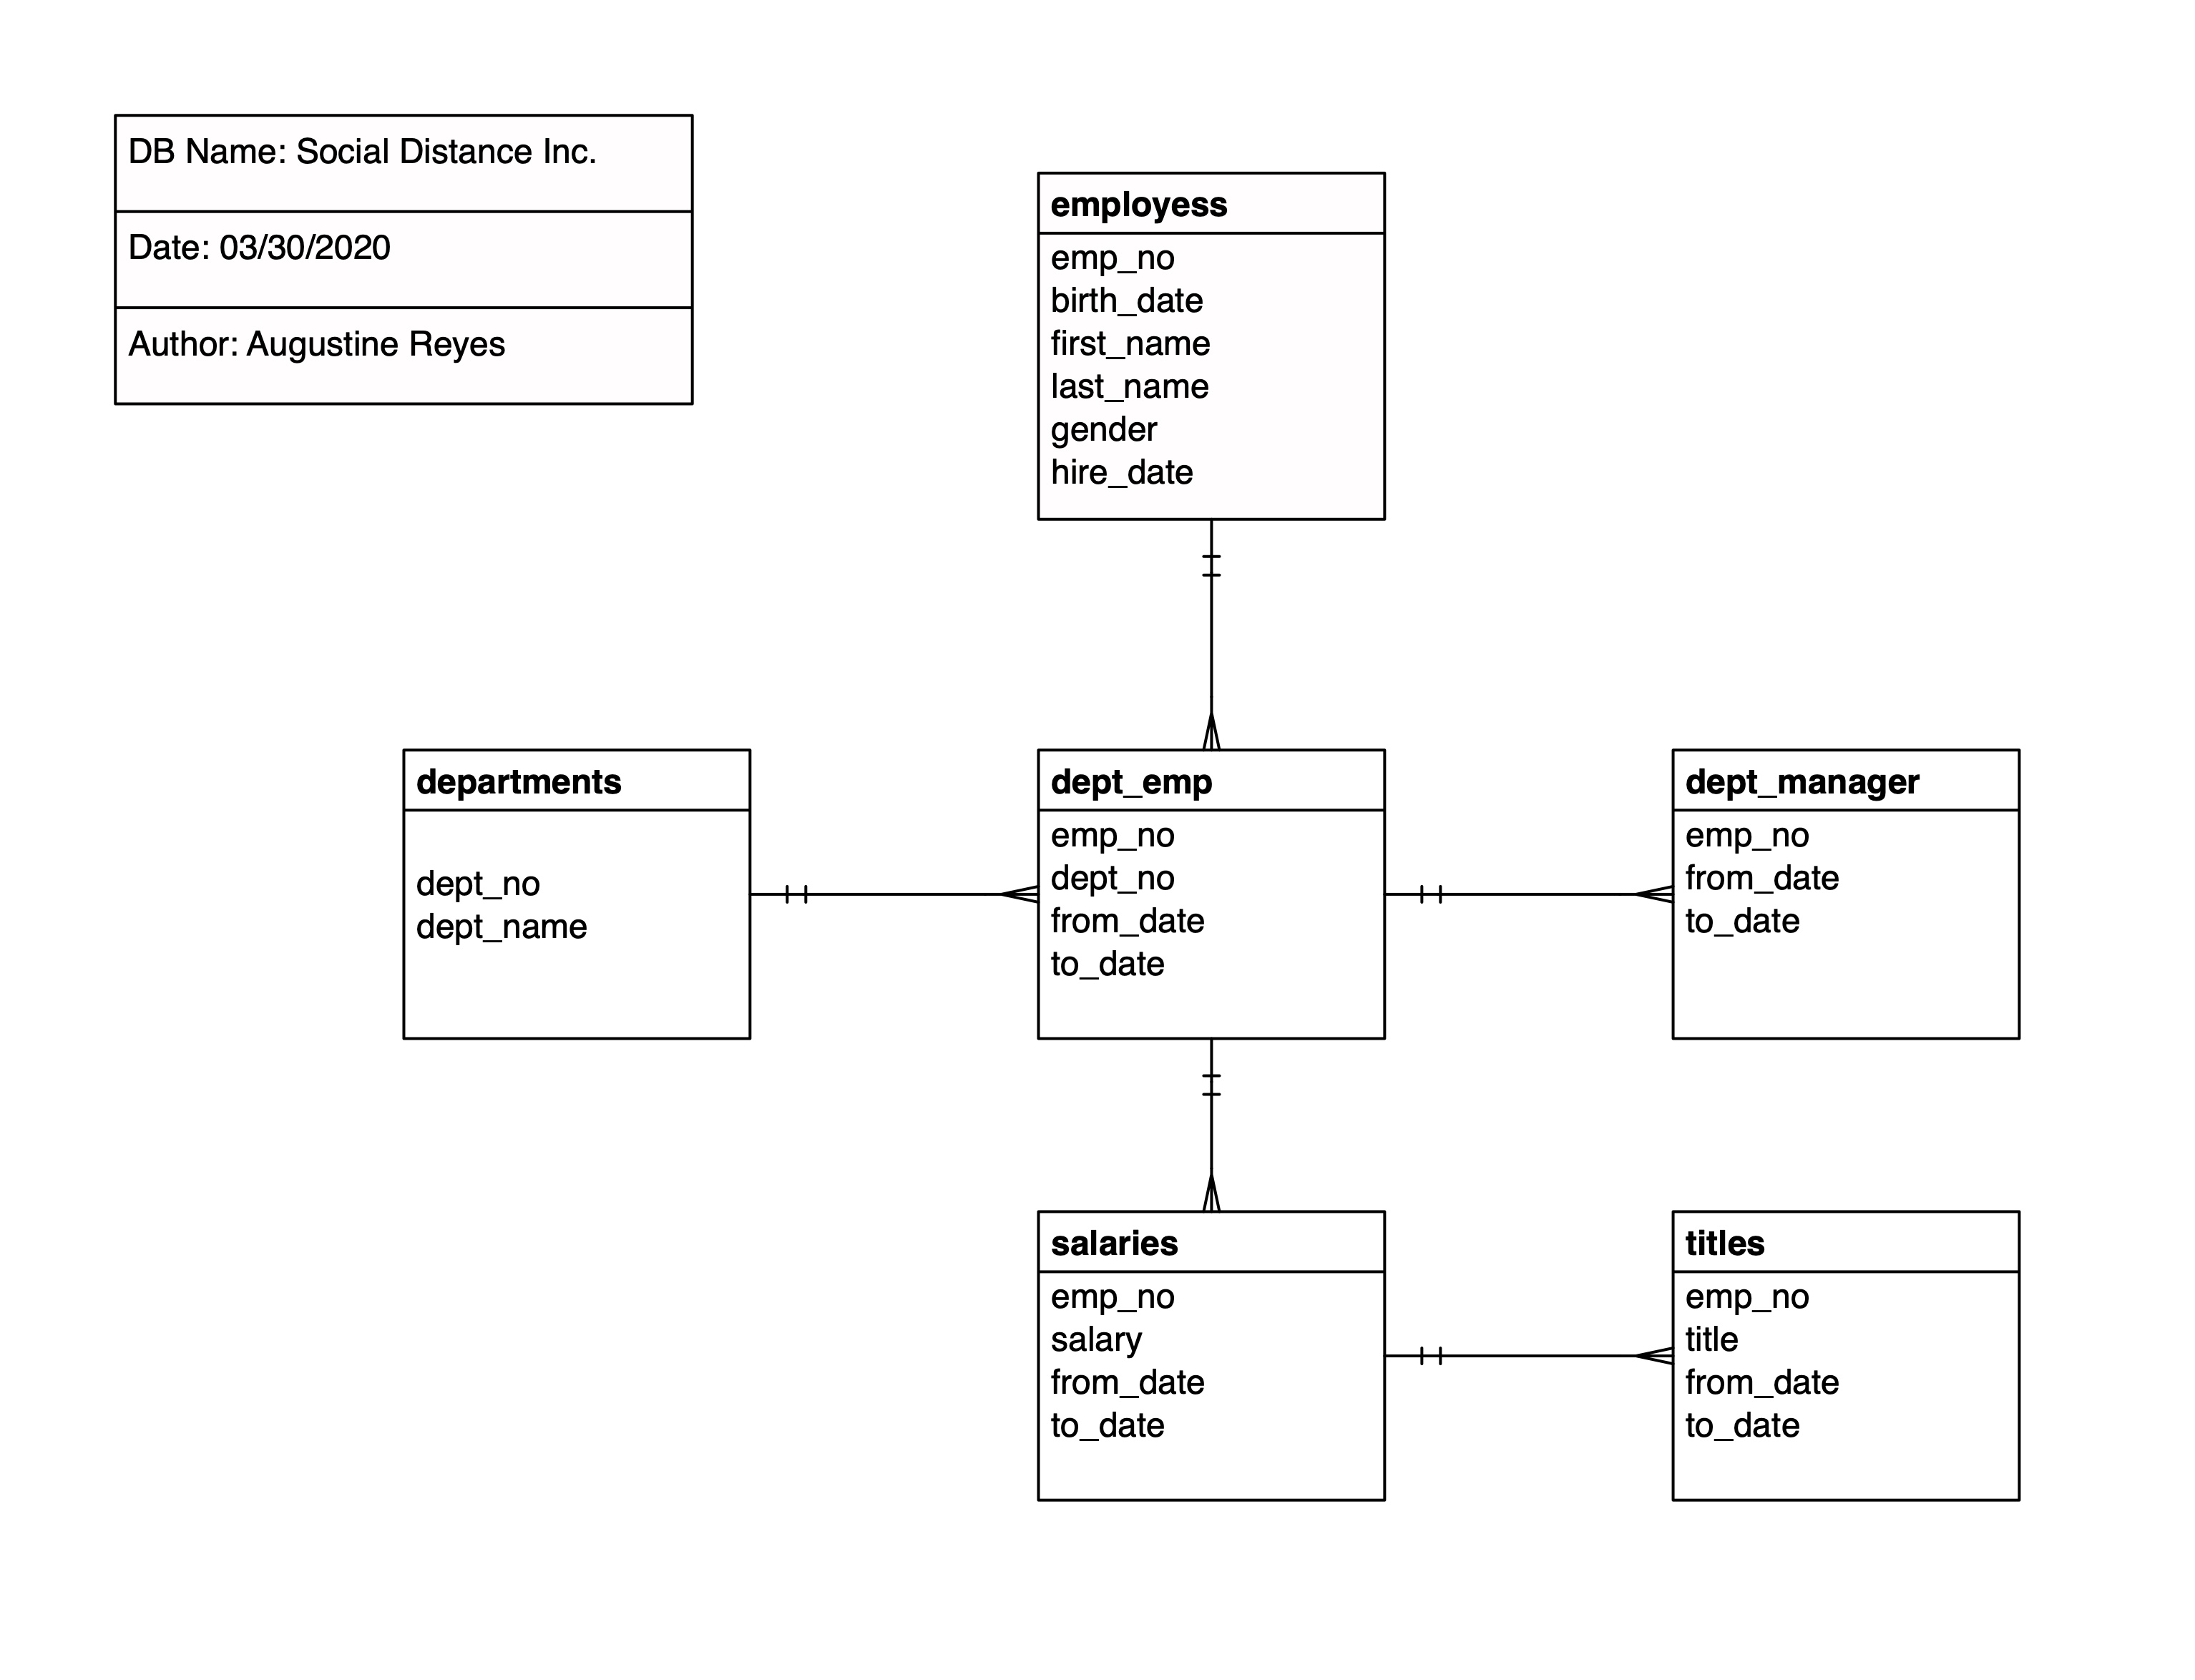 DB Name: Social Distance Inc.
Date: 03/30/2020
Author: Augustine Reyes
employess
emp_no
birth_date
first_name
last_name
gender
hire_date
departments
dept_no
dept_name
dept_emp
emp_no
dept_no
from_date
to_date
dept_manager
emp_no
from_date
to_date
salaries
emp_no
salary
from_date
to_date
titles
emp_no
title
from_date
to_date